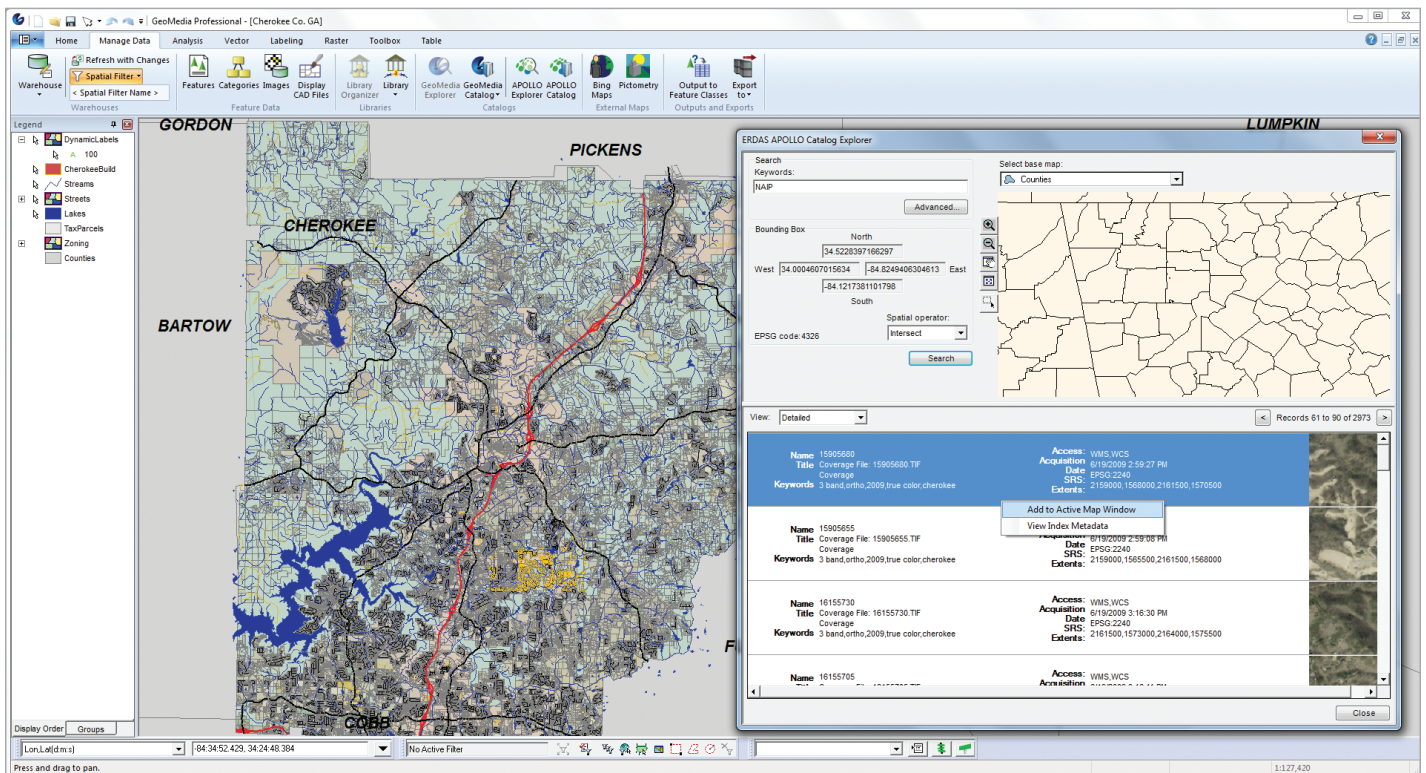 GeoMedia Professional - [Cherokee Co. GA]
Home Manage Data Analysis Vector Labeling Raster Toolbox Table
Warehouse
Refresh with Changes
Spatial Filter
< Spatial Filter Name >
Warehouses
Features Categories Images Display CAD Files
Feature Data
Library Organizer Library
Libraries
GeoMedia Explorer GeoMedia Catalog APOLLO Explorer APOLLO Catalog
Catalogs
Bing Maps Pictometry
External Maps
Output to Feature Classes Export to
Outputs and Exports
Legend
DynamicLabels
A 100
CherokeeBuild
Streams
Streets
Lakes
TaxParcels
Zoning
Counties
Display Order Groups
GORDON
PICKENS
LUMPKIN
CHEROKEE
BARTOW
COBB
F
ERDAS APOLLO Catalog Explorer
Search
Keywords:
NAIP
Advanced...
Bounding Box
North
34.5228397166297
West 34.0004607015634 -84.8249406304613 East
-84.1217381101798
South
Spatial operator:
EPSG code: 4326 Intersect
Search
Select base map:
Counties
View: Detailed
< Records 61 to 90 of 2973 >
Name 15905680
Title Coverage File: 15905680.TIF
Coverage
Keywords 3 band,ortho,2009,true color,cherokee
Access: WMS,WCS
Acquisition Date 6/19/2009 2:59:27 PM
SRS: EPSG:2240
Extents: 2159000,1568000,2161500,1570500
Add to Active Map Window
View Index Metadata
Name 15905655
Title Coverage File: 15905655.TIF
Coverage
Keywords 3 band,ortho,2009,true color,cherokee
Acquisition Date 6/19/2009 2:59:08 PM
SRS: EPSG:2240
Extents: 2159000,1565500,2161500,1568000
Name 16155730
Title Coverage File: 16155730.TIF
Coverage
Keywords 3 band,ortho,2009,true color,cherokee
Access: WMS,WCS
Acquisition Date 6/19/2009 3:16:30 PM
SRS: EPSG:2240
Extents: 2161500,1573000,2164000,1575500
Name 16155705
Access: WMS,WCS
Acquisition
Close
Lon,Lat(d:m:s) -84:34:52.429, 34:24:48.384 No Active Filter
Press and drag to pan. 1:127,420